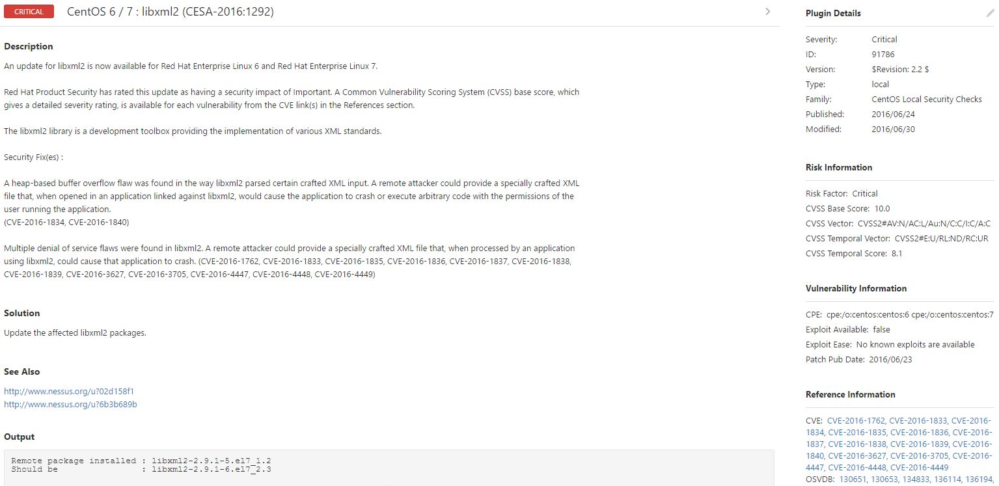 CRITICAL CentOS 6 / 7 : libxml2 (CESA-2016:1292)
Description
An update for libxml2 is now available for Red Hat Enterprise Linux 6 and Red Hat Enterprise Linux 7.
Red Hat Product Security has rated this update as having a security impact of Important. A Common Vulnerability Scoring System (CVSS) base score, which
gives a detailed severity rating, is available for each vulnerability from the CVE link(s) in the References section.
The libxml2 library is a development toolbox providing the implementation of various XML standards.
Security Fix(es) :
A heap-based buffer overflow flaw was found in the way libxml2 parsed certain crafted XML input. A remote attacker could provide a specially crafted XML
file that, when opened in an application linked against libxml2, would cause the application to crash or execute arbitrary code with the permissions of the
user running the application.
(CVE-2016-1834, CVE-2016-1840)
Multiple denial of service flaws were found in libxml2. A remote attacker could provide a specially crafted XML file that, when processed by an application
using libxml2, could cause that application to crash. (CVE-2016-1762, CVE-2016-1833, CVE-2016-1835, CVE-2016-1836, CVE-2016-1837, CVE-2016-1838,
CVE-2016-1839, CVE-2016-3627, CVE-2016-3705, CVE-2016-4447, CVE-2016-4448, CVE-2016-4449)
Solution
Update the affected libxml2 packages.
See Also
http://www.nessus.org/u?02d158f1
http://www.nessus.org/u?6b3b689b
Output
Remote package installed : libxml2-2.9.1-5.el7_1.2
Should be : libxml2-2.9.1-6.el7_2.3
Plugin Details
Severity: Critical
ID: 91786
Version: $Revision: 2.2 $
Type: local
Family: CentOS Local Security Checks
Published: 2016/06/24
Modified: 2016/06/30
Risk Information
Risk Factor: Critical
CVSS Base Score: 10.0
CVSS Vector: CVSS2#AV:N/AC:L/Au:N/C:C/I:C/A:C
CVSS Temporal Vector: CVSS2#E:U/RL:ND/RC:UR
CVSS Temporal Score: 8.1
Vulnerability Information
CPE: cpe:/o:centos:centos:6 cpe:/o:centos:centos:7
Exploit Available: false
Exploit Ease: No known exploits are available
Patch Pub Date: 2016/06/23
Reference Information
CVE: CVE-2016-1762, CVE-2016-1833, CVE-2016-
1834, CVE-2016-1835, CVE-2016-1836, CVE-2016-
1837, CVE-2016-1838, CVE-2016-1839, CVE-2016-
1840, CVE-2016-3627, CVE-2016-3705, CVE-2016-
4447, CVE-2016-4448, CVE-2016-4449
OSVDB: 130651, 130653, 134833, 136114, 136194,